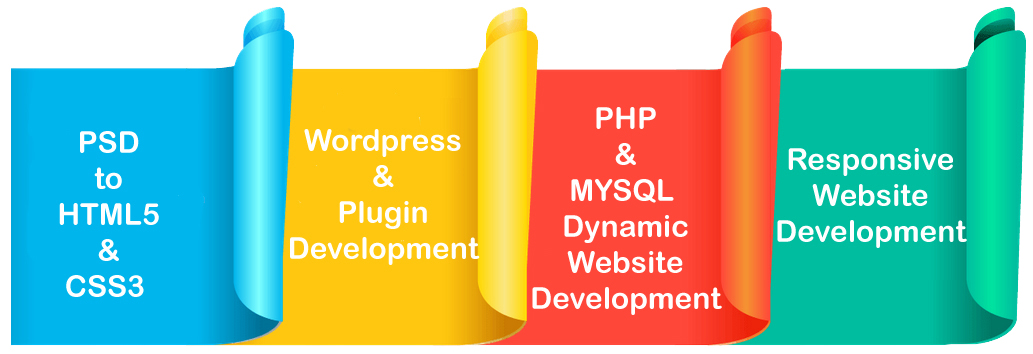 PSD
to
HTML5
&
CSS3
Wordpress
&
Plugin
Development
PHP
&
MYSQL
Dynamic
Website
Development
Responsive
Website
Development